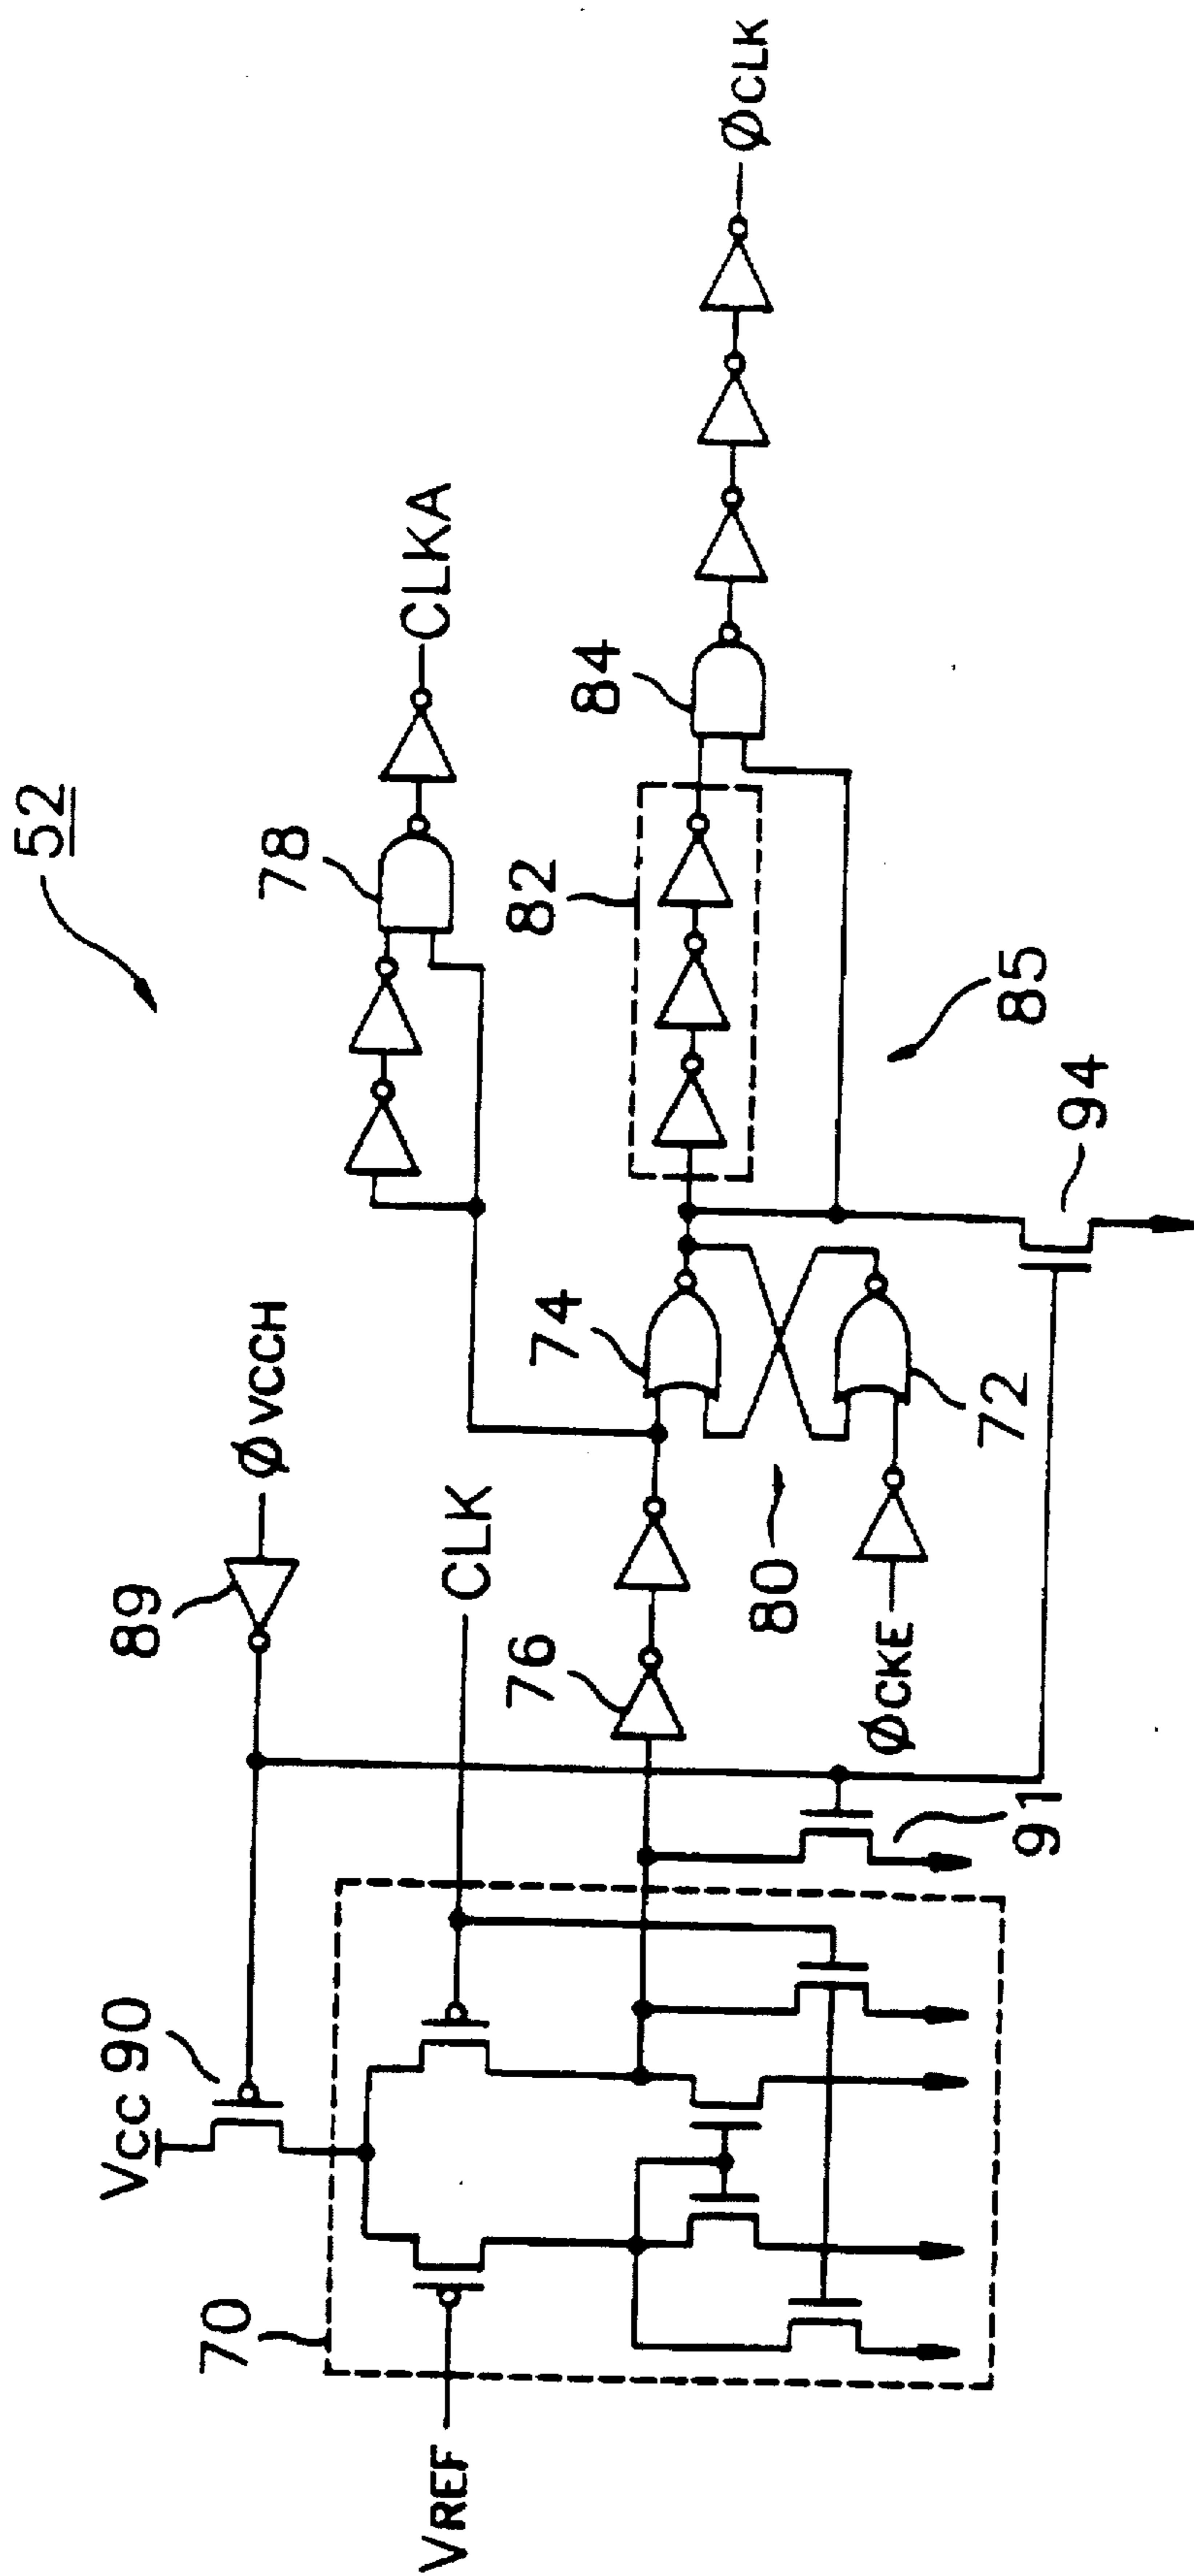 52
VCC 90
89
ØVCCH
CLK
70
VREF
76
74
78
CLKA
82
84
ØCLK
80
72
ØCKE
91
85
94